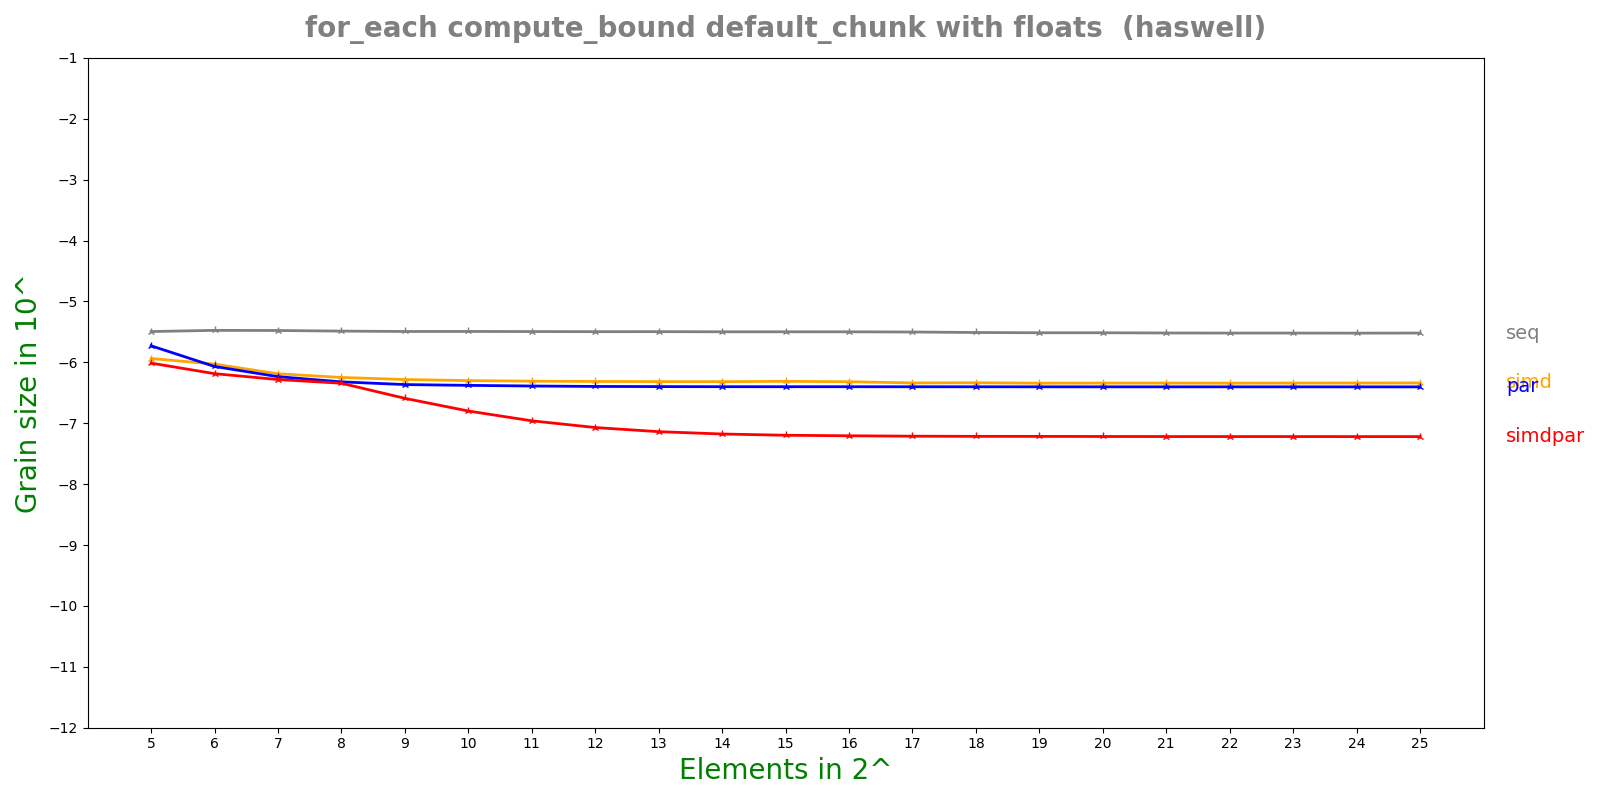 for_each compute_bound default_chunk with floats (haswell)
−1
−2
−3
−4
−5
−6
−7
−8
−9
−10
−11
−12
Grain size in 10^
seq
simd
par
simdpar
5 6 7 8 9 10 11 12 13 14 15 16 17 18 19 20 21 22 23 24 25
Elements in 2^